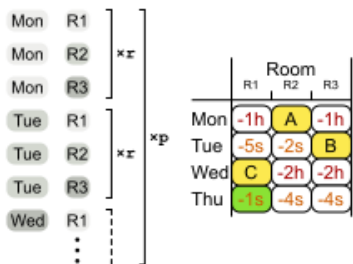 Mon R1
Mon R2
Mon R3
×r
Tue R1
Tue R2
Tue R3
×r
Wed R1
⋮
×p
Room
R1 R2 R3
Mon -1h A -1h
Tue -5s -2s B
Wed C -2h -2h
Thu -1s -4s -4s